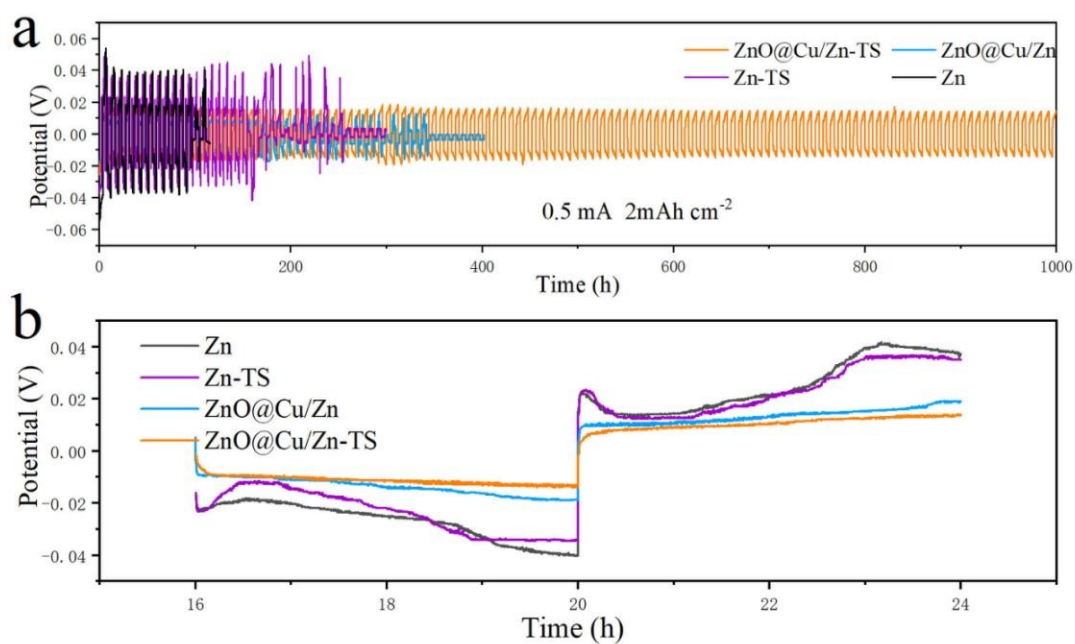 a
Potential (V)
0.06
0.04
0.02
0.00
-0.02
-0.04
-0.06
ZnO@Cu/Zn-TS ZnO@Cu/Zn
Zn-TS Zn
0.5 mA 2mAh cm⁻²
0 200 400 600 800 1000
Time (h)
b
Potential (V)
0.04
0.02
0.00
-0.02
-0.04
Zn
Zn-TS
ZnO@Cu/Zn
ZnO@Cu/Zn-TS
16 18 20 22 24
Time (h)